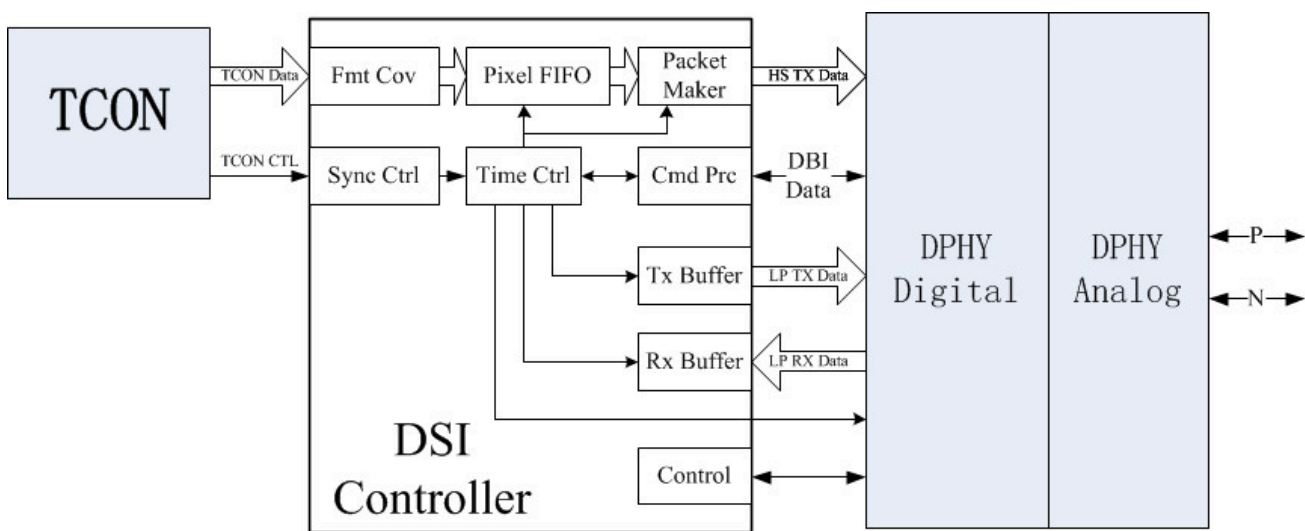 TCON
TCON Data
TCON CTL
Fmt Cov
Pixel FIFO
Packet
Maker
HS TX Data
Sync Ctrl
Time Ctrl
Cmd Prc
DBI
Data
Tx Buffer
LP TX Data
Rx Buffer
LP RX Data
Control
DSI
Controller
DPHY
Digital
DPHY
Analog
P
N